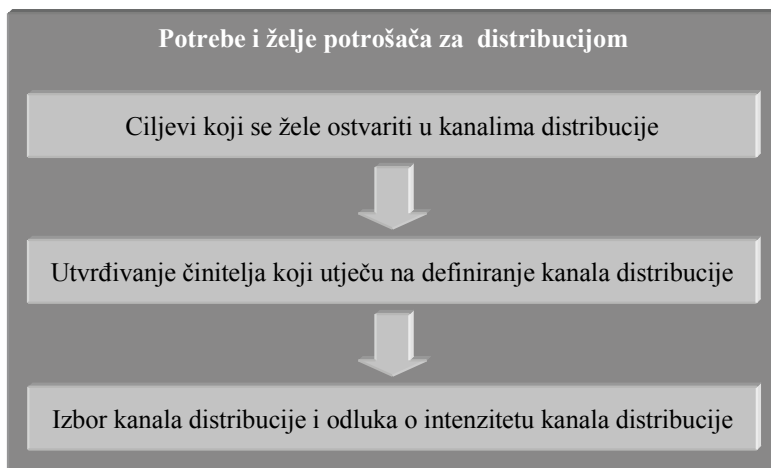 Potrebe i želje potrošača za distribucijom
Ciljevi koji se žele ostvariti u kanalima distribucije
Utvrđivanje činitelja koji utječu na definiranje kanala distribucije
Izbor kanala distribucije i odluka o intenzitetu kanala distribucije